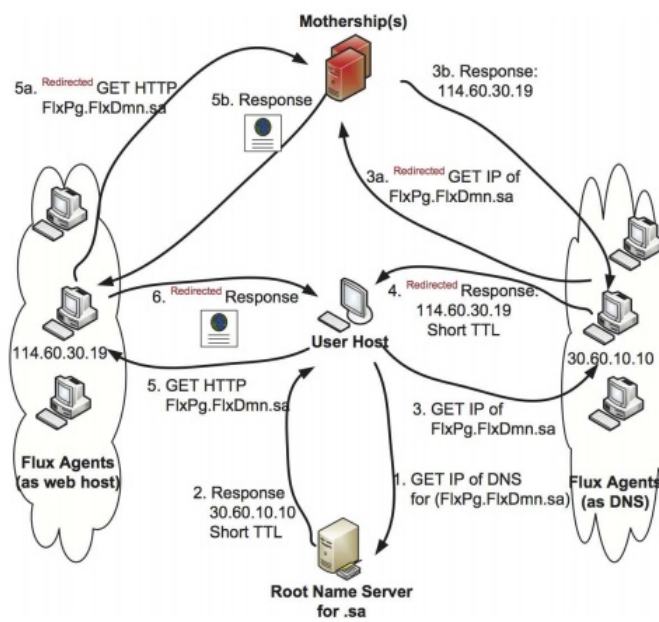 Mothership(s)
5a. Redirected GET HTTP
FlxPg.FlxDmn.sa
5b. Response
3b. Response:
114.60.30.19
3a. Redirected GET IP of
FlxPg.FlxDmn.sa
6. Redirected Response
4. Redirected Response:
114.60.30.19
Short TTL
User Host
114.60.30.19
30.60.10.10
5. GET HTTP
FlxPg.FlxDmn.sa
3. GET IP of
FlxPg.FlxDmn.sa
Flux Agents
(as web host)
2. Response
30.60.10.10
Short TTL
1. GET IP of DNS
for (FlxPg.FlxDmn.sa)
Flux Agents
(as DNS)
Root Name Server
for .sa